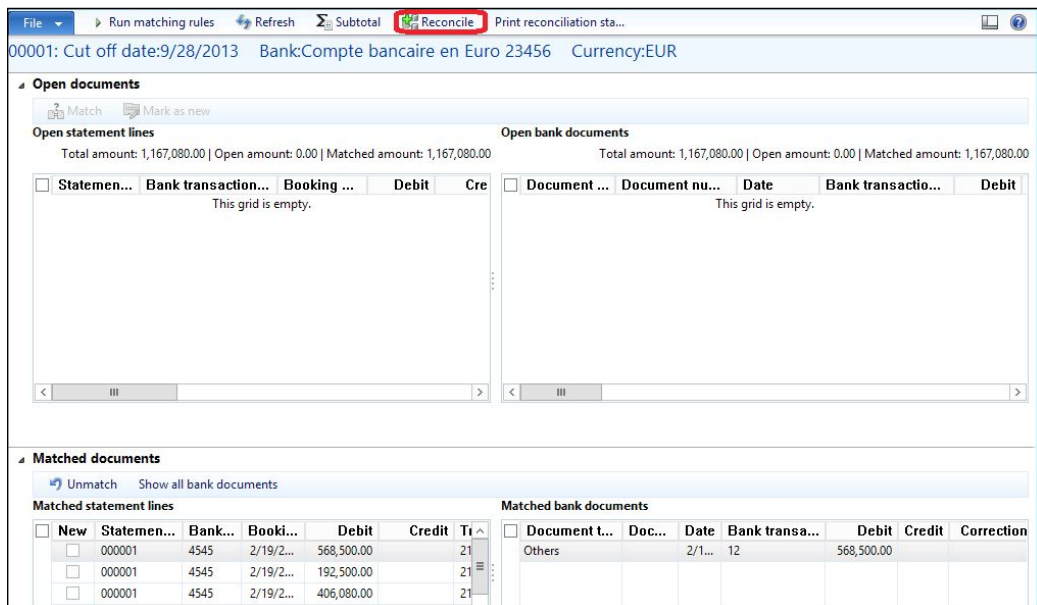 File Run matching rules Refresh Subtotal Reconcile Print reconciliation sta...
00001: Cut off date:9/28/2013 Bank:Compte bancaire en Euro 23456 Currency:EUR
Open documents
Match Mark as new
Open statement lines
Total amount: 1,167,080.00 | Open amount: 0.00 | Matched amount: 1,167,080.00
Statemen... Bank transaction... Booking ... Debit Cre
This grid is empty.
Open bank documents
Total amount: 1,167,080.00 | Open amount: 0.00 | Matched amount: 1,167,080.00
Document ... Document nu... Date Bank transactio... Debit
This grid is empty.
Matched documents
Unmatch Show all bank documents
Matched statement lines
New Statemen... Bank... Booki... Debit Credit
000001 4545 2/19/2... 568,500.00 21
000001 4545 2/19/2... 192,500.00 21
000001 4545 2/19/2... 406,080.00 21
Matched bank documents
Document t... Doc... Date Bank transa... Debit Credit Correction
Others 2/1... 12 568,500.00